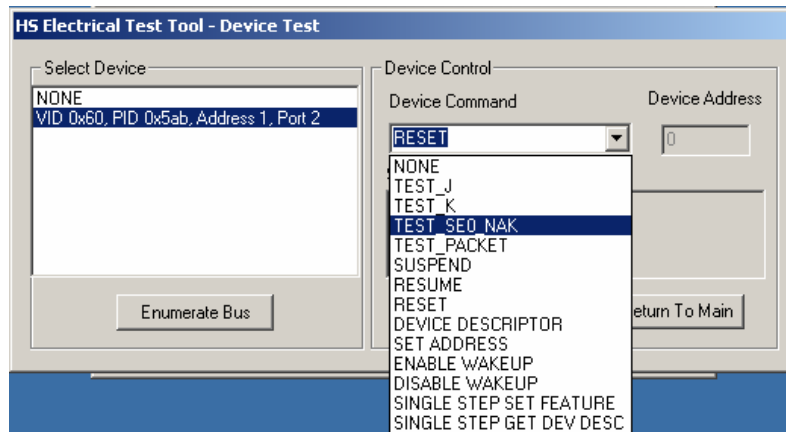 HS Electrical Test Tool - Device Test
Select Device
NONE
VID 0x60, PID 0x5ab, Address 1, Port 2
Enumerate Bus
Device Control
Device Command
Device Address
RESET
0
NONE
TEST_J
TEST_K
TEST_SE0_NAK
TEST_PACKET
SUSPEND
RESUME
RESET
DEVICE DESCRIPTOR
SET ADDRESS
ENABLE WAKEUP
DISABLE WAKEUP
SINGLE STEP SET FEATURE
SINGLE STEP GET DEV DESC
eturn To Main